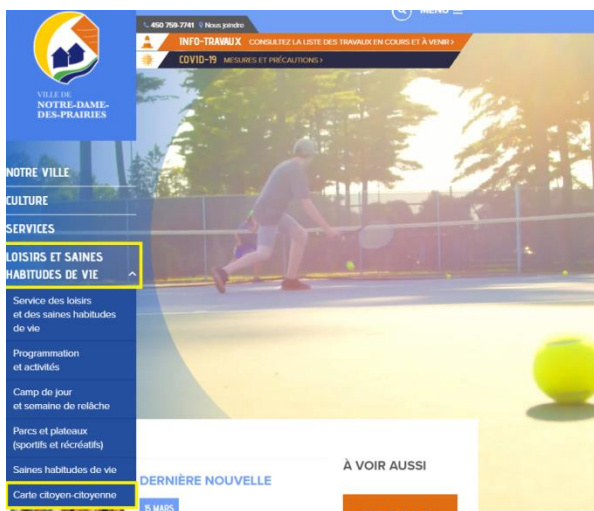 450 759-7741 Nous joindre
MENU
INFO-TRAVAUX CONSULTEZ LA LISTE DES TRAVAUX EN COURS ET À VENIR >
COVID-19 MESURES ET PRÉCAUTIONS >
VILLE DE
NOTRE-DAME-
DES-PRAIRIES
NOTRE VILLE
CULTURE
SERVICES
LOISIRS ET SAINES
HABITUDES DE VIE
Service des loisirs
et des saines habitudes
de vie
Programmation
et activités
Camp de jour
et semaine de relâche
Parcs et plateaux
(sportifs et récréatifs)
Saines habitudes de vie
Carte citoyen-citoyenne
DERNIÈRE NOUVELLE
15 MARS
À VOIR AUSSI